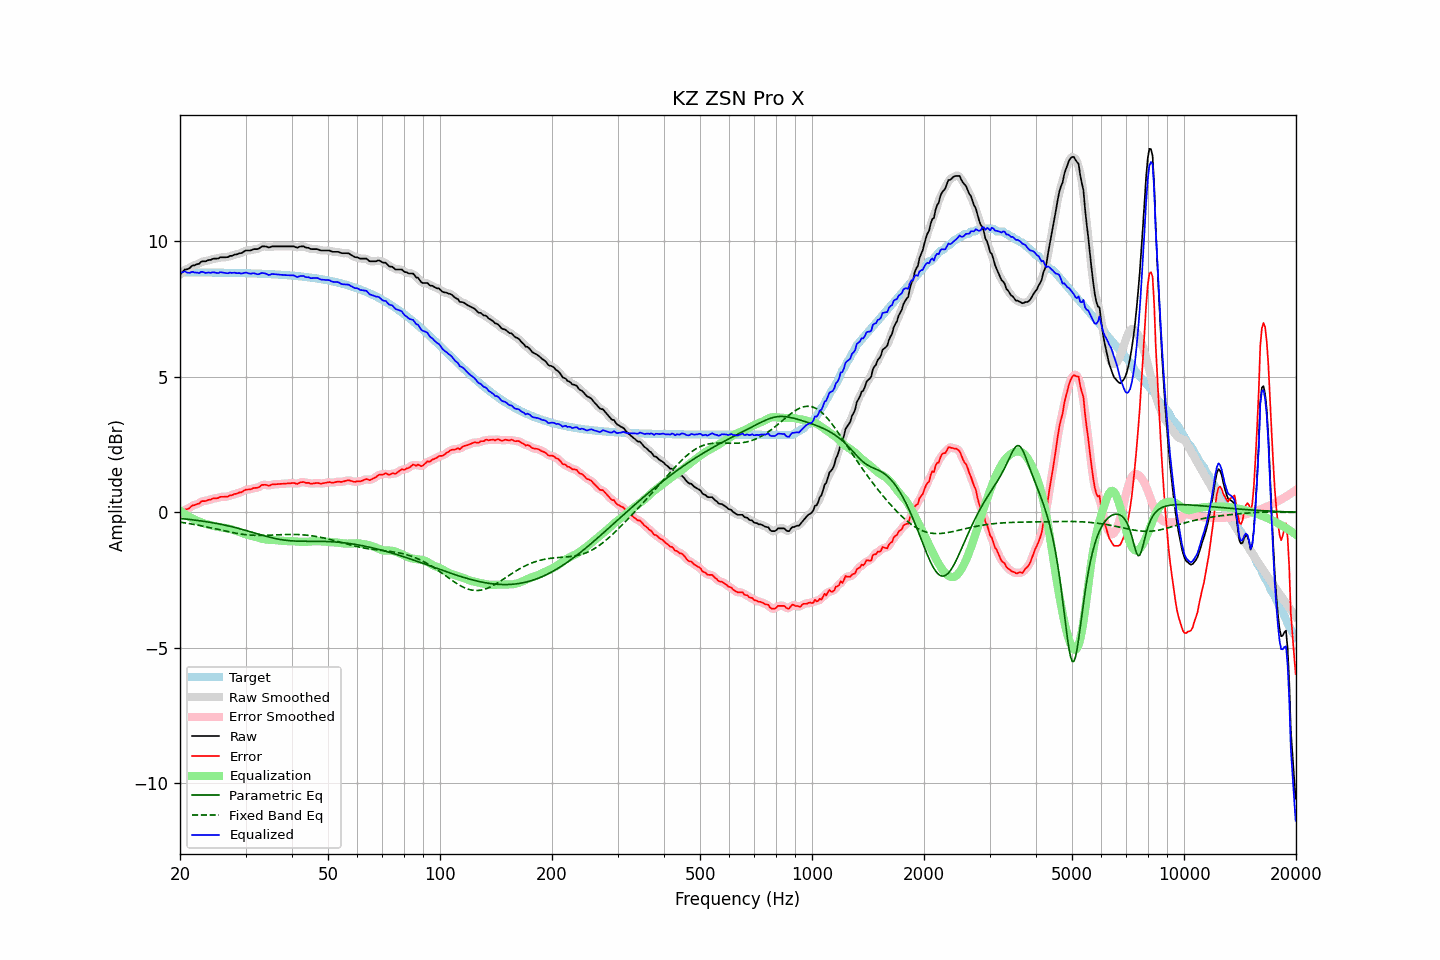 KZ ZSN Pro X
Amplitude (dBr)
10
5
0
−5
−10
Target
Raw Smoothed
Error Smoothed
Raw
Error
Equalization
Parametric Eq
Fixed Band Eq
Equalized
20 50 100 200 500 1000 2000 5000 10000 20000
Frequency (Hz)